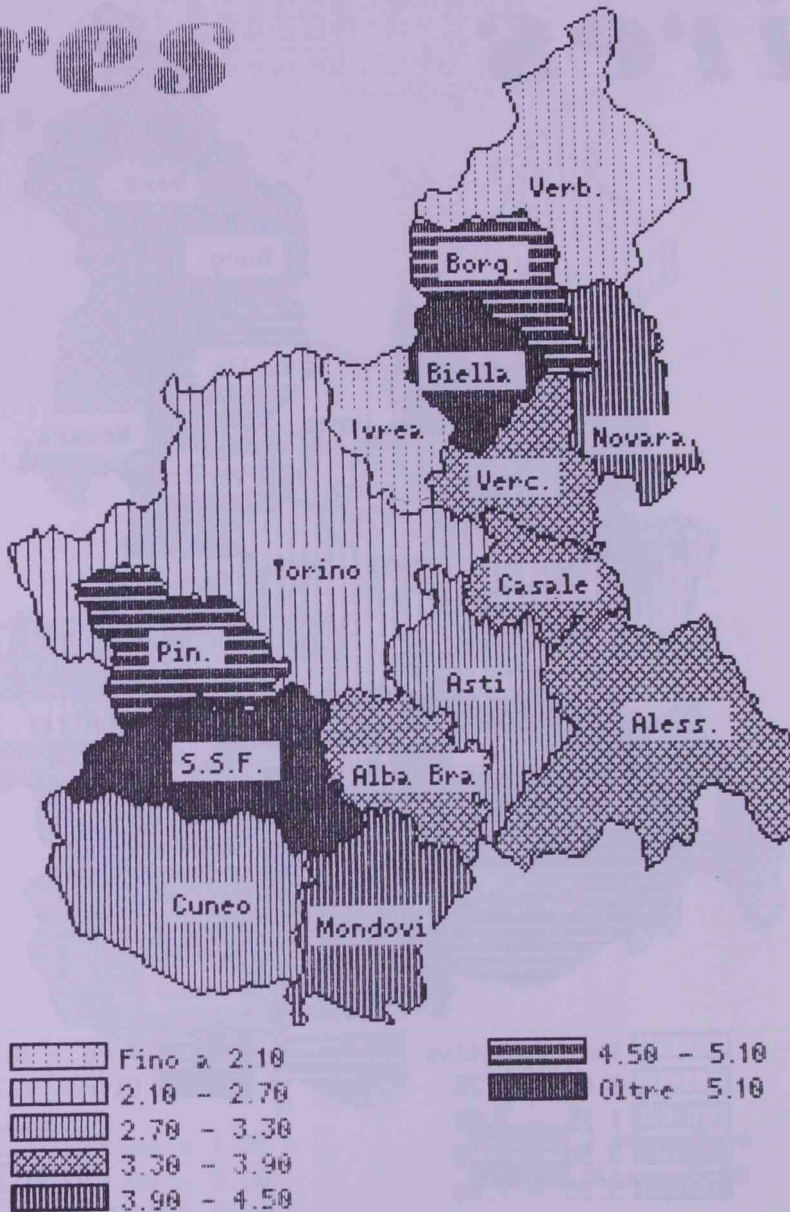 res
Verb.
Borg.
Biella
Ivrea
Novara
Verc.
Torino
Casale
Pin.
Asti
Aless.
S.S.F.
Alba Bra
Cuneo
Mondovi
Fino a 2.10
2.10 - 2.70
2.70 - 3.30
3.30 - 3.90
3.90 - 4.50
4.50 - 5.10
Oltre 5.10